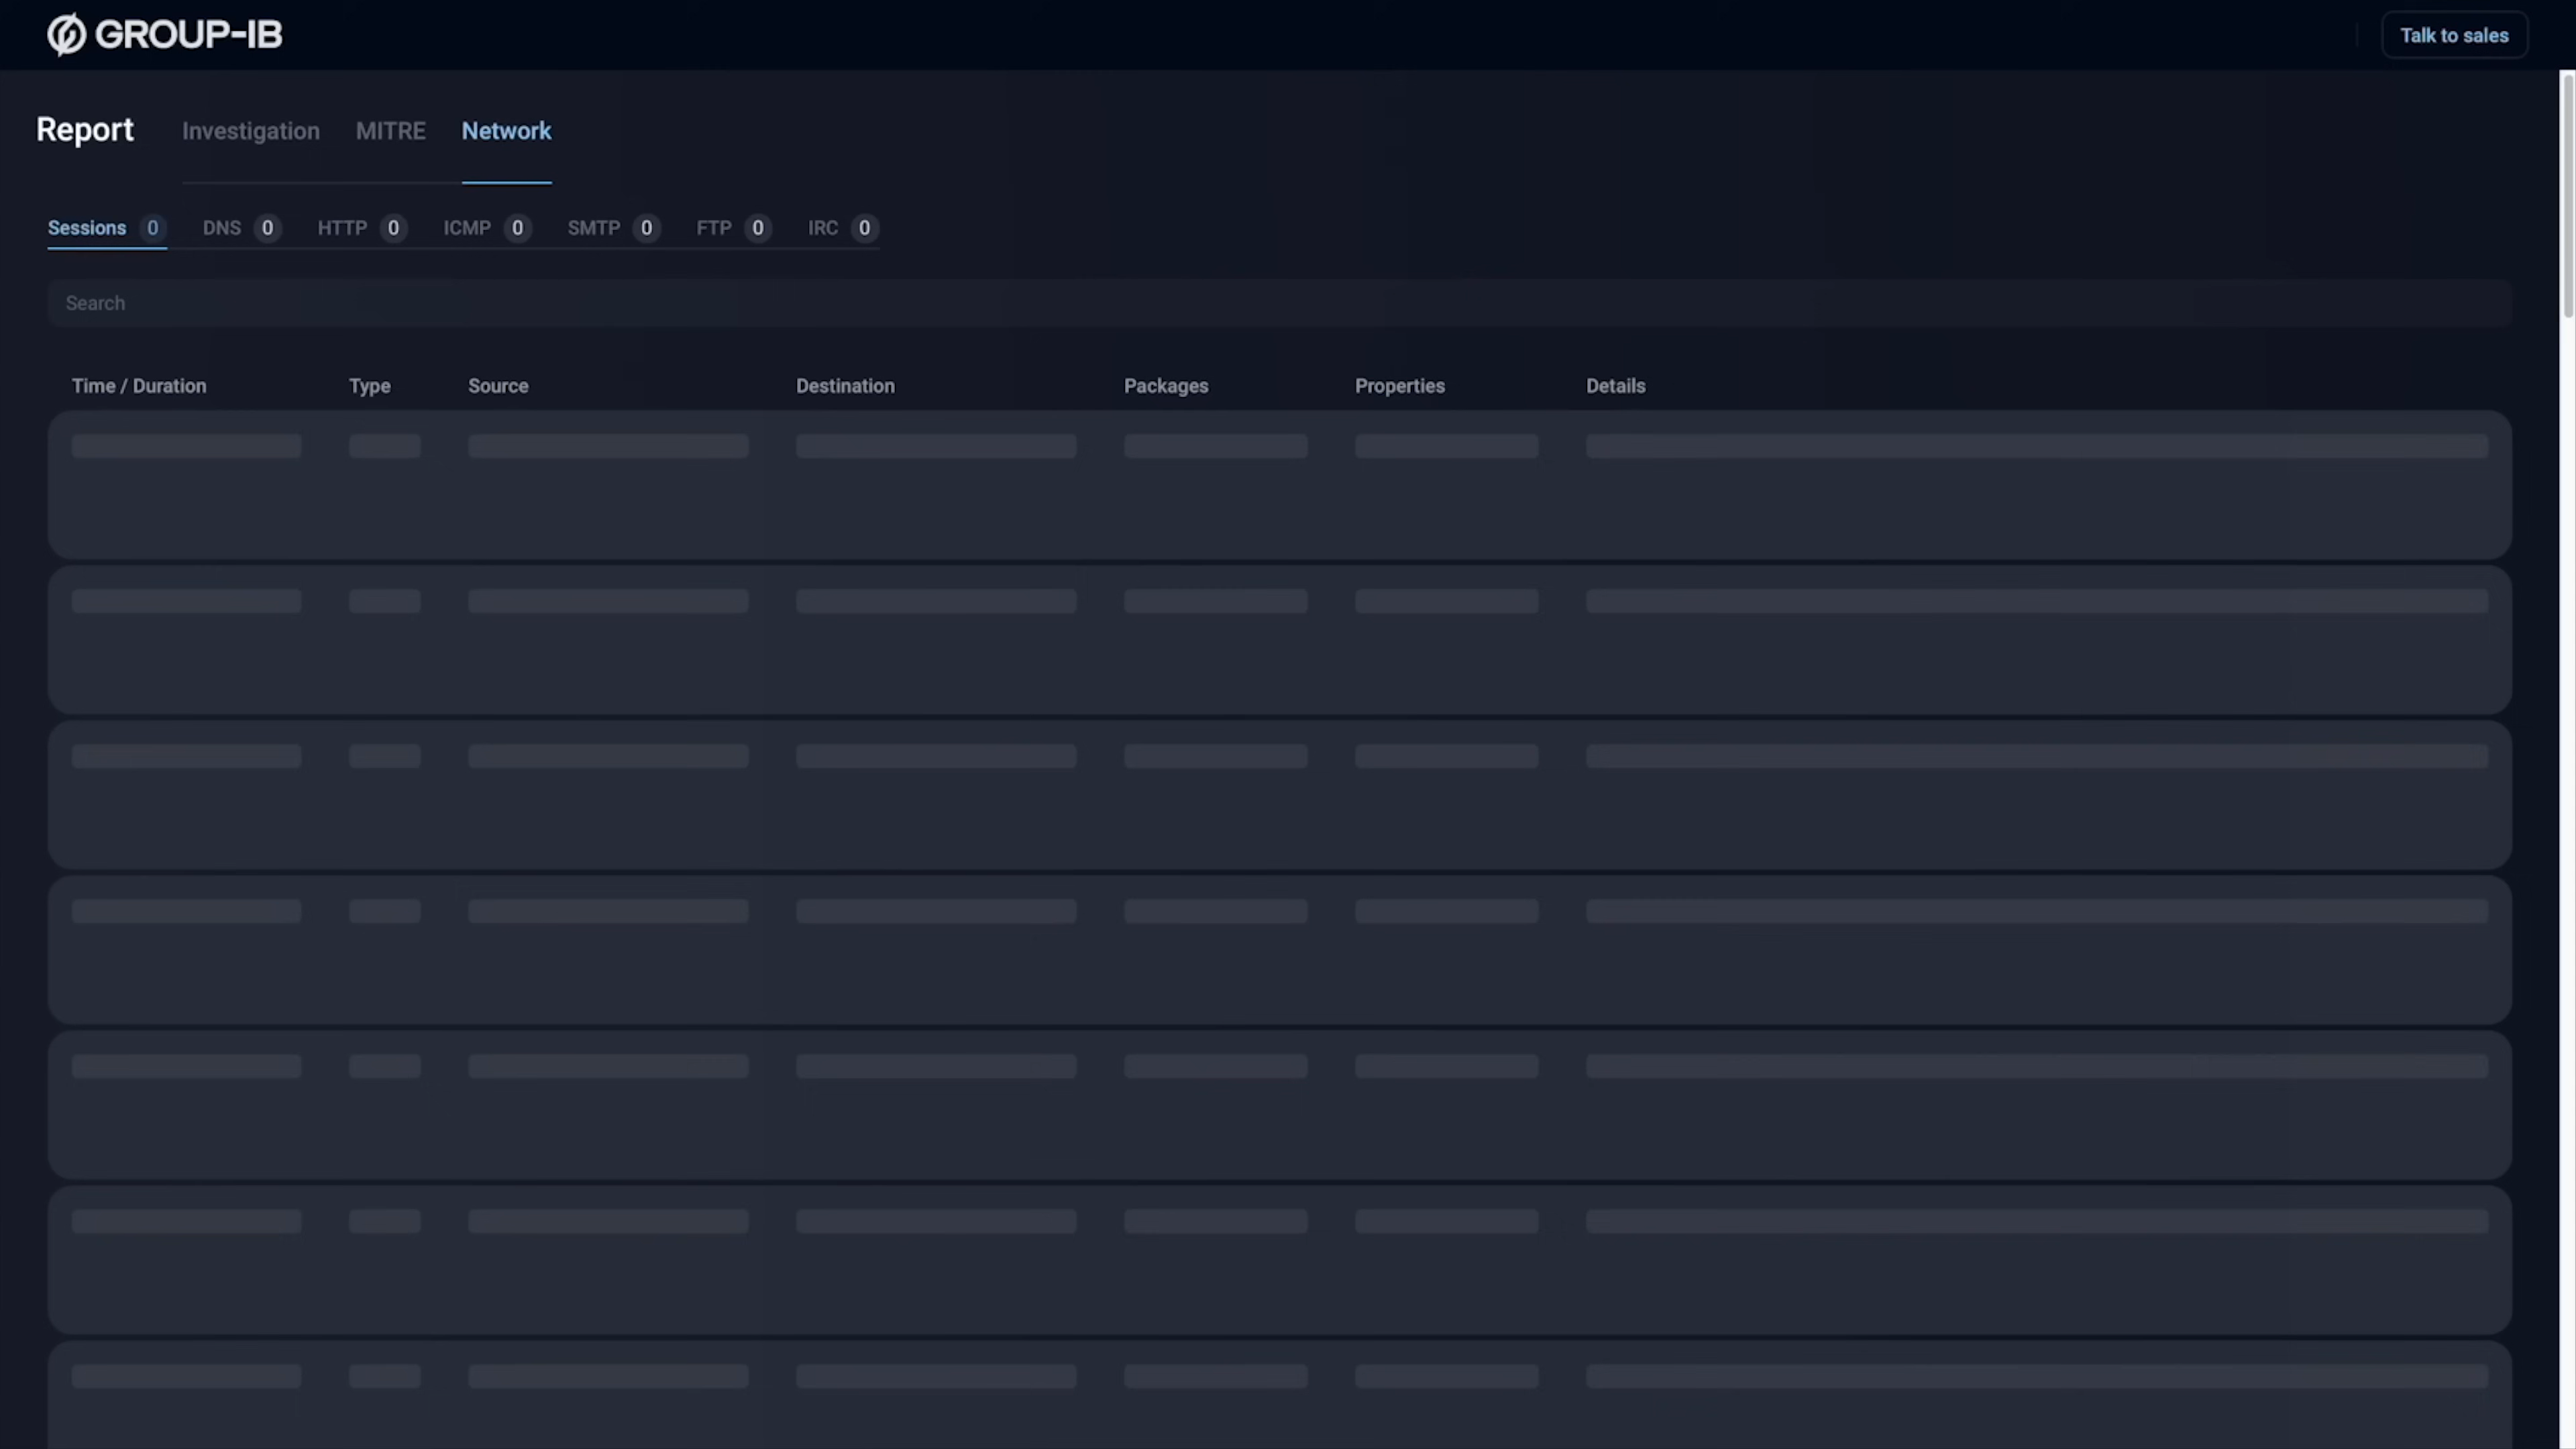 GROUP-IB
Talk to sales
Report Investigation MITRE Network
Sessions 0 DNS 0 HTTP 0 ICMP 0 SMTP 0 FTP 0 IRC 0
Search
Time / Duration Type Source Destination Packages Properties Details